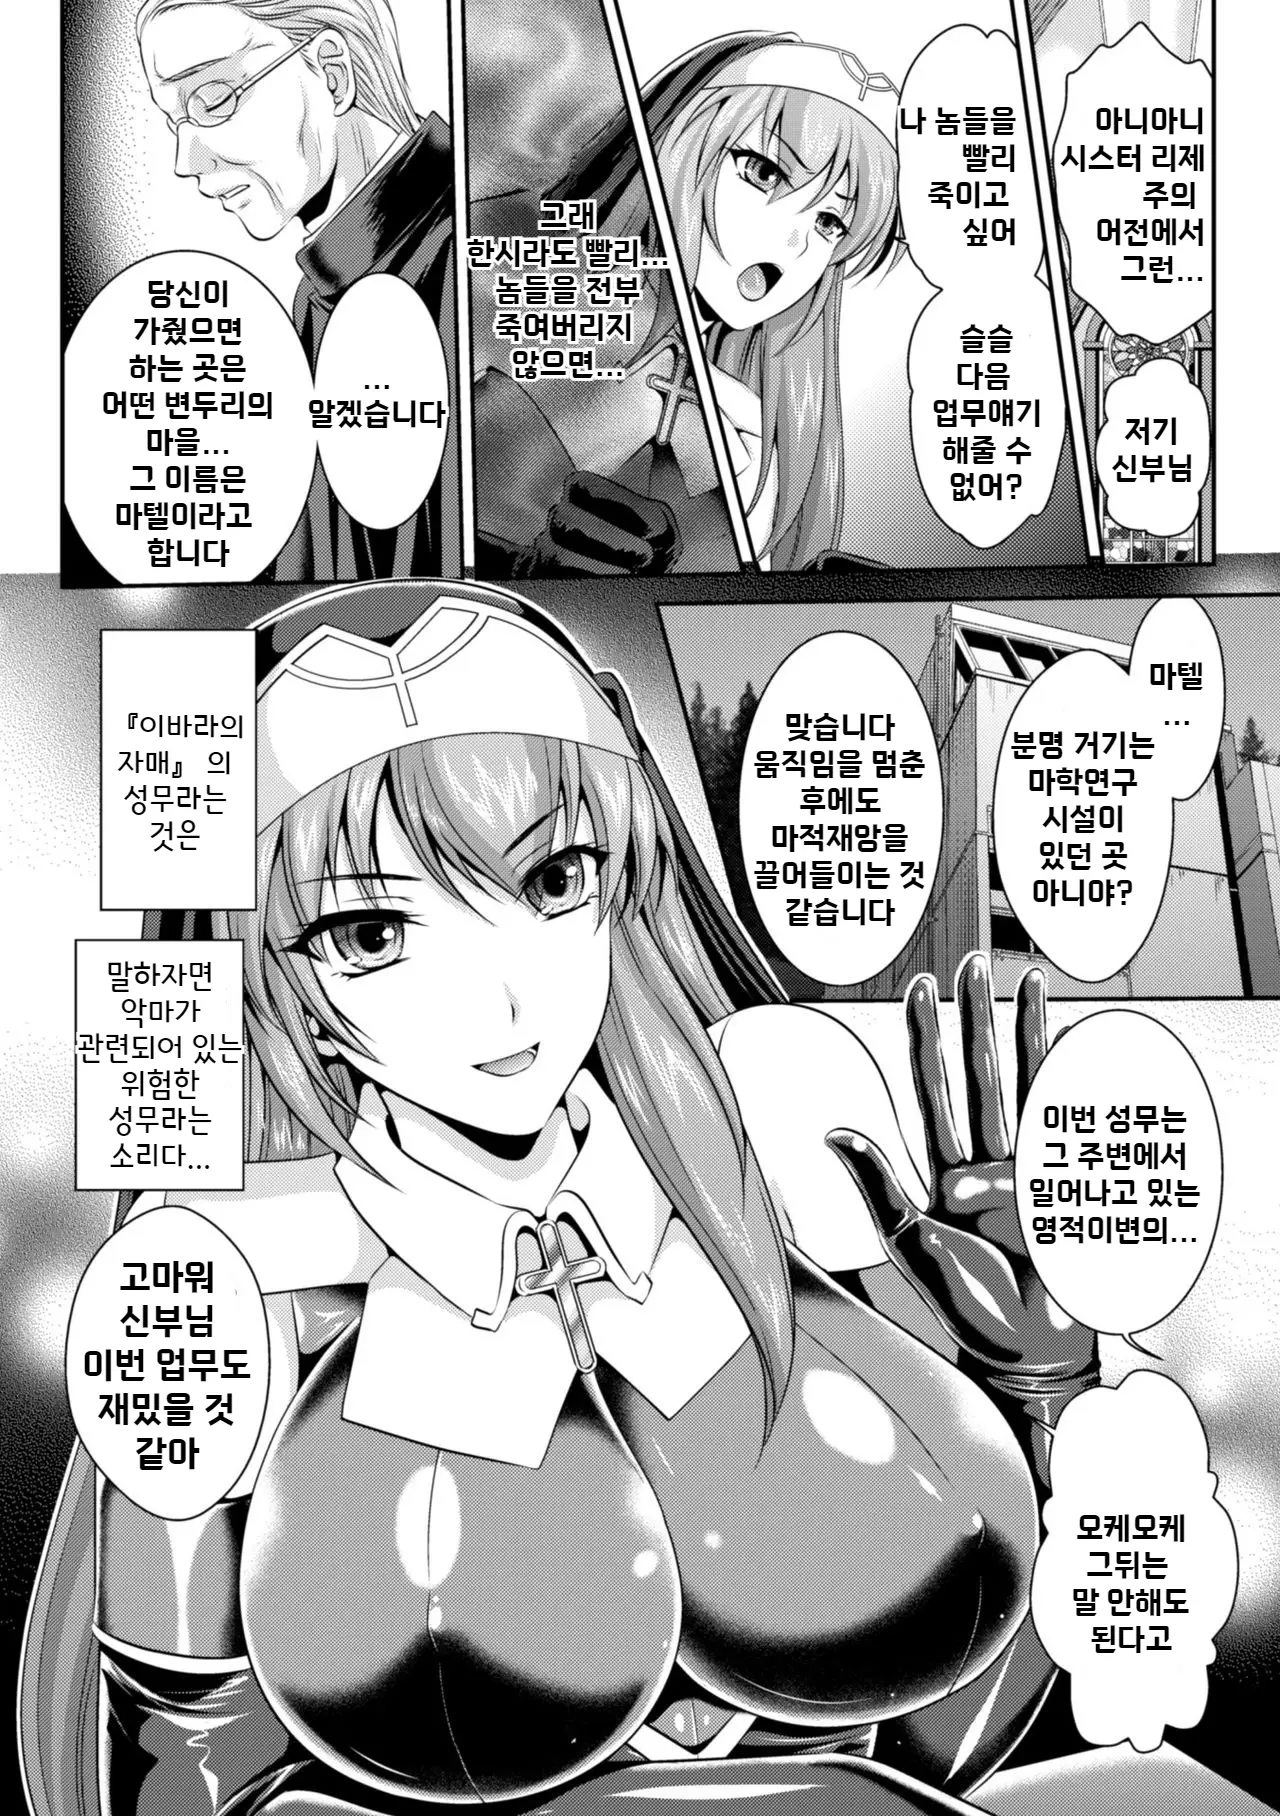 아니아니
시스터 리제
주의
어전에서
그런...
저기
신부님
나 놈들을
빨리
죽이고
싶어
슬슬
다음
업무얘기
해줄 수
없어?
그래
한시라도 빨리...
놈들을 전부
죽여버리지
않으면...
...
알겠습니다
당신이
가줬으면
하는 곳은
어떤 변두리의
마을...
그 이름은
마텔이라고
합니다
마텔
...
분명 거기는
마학연구
시설이
있던 곳
아니야?
맞습니다
움직임을 멈춘
후에도
마적재앙을
끌어들이는 것
같습니다
이번 성무는
그 주변에서
일어나고 있는
영적이변의...
오케오케
그뒤는
말 안해도
된다고
『이바라의
자매』 의
성무라는
것은
말하자면
악마가
관련되어 있는
위험한
성무라는
소리다...
고마워
신부님
이번 업무도
재밌을 것
같아